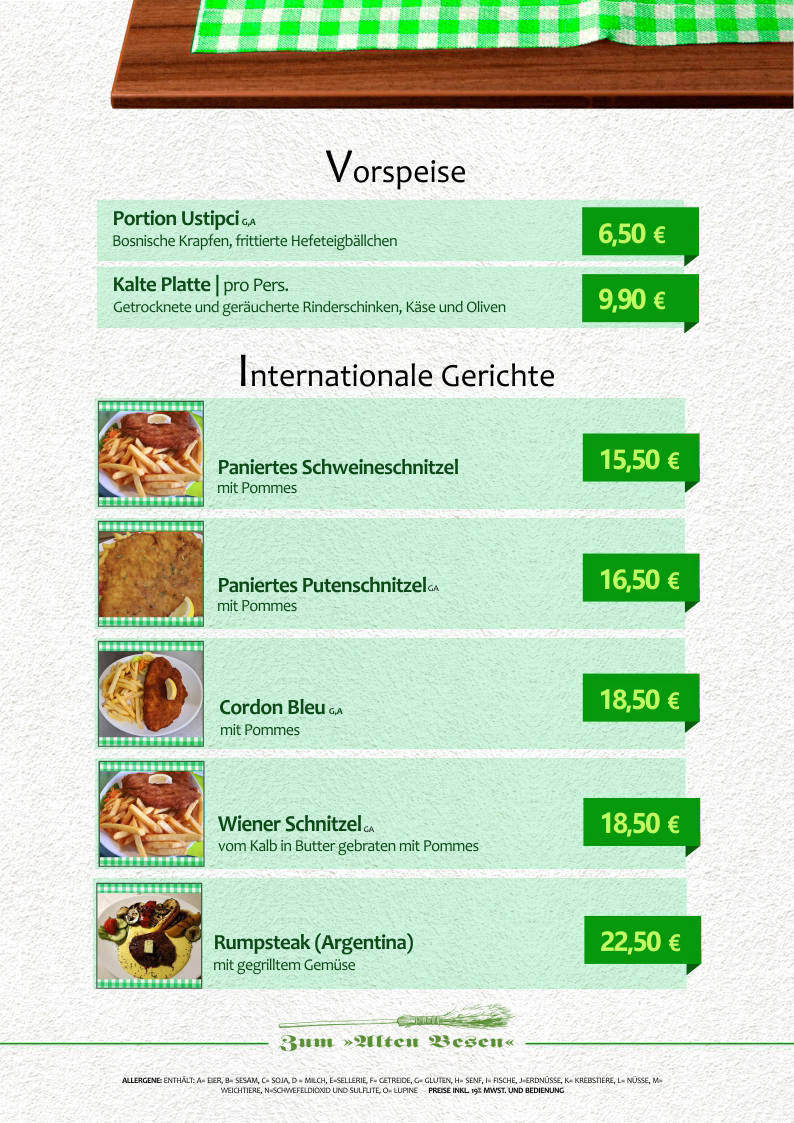 Vorspeise
Portion Ustipci G,A
6,50 €
Bosnische Krapfen, frittierte Hefeteigbällchen
Kalte Platte | pro Pers.
9,90 €
Getrocknete und geräucherte Rinderschinken, Käse und Oliven
Internationale Gerichte
Paniertes Schweineschnitzel
15,50 €
mit Pommes
Paniertes Putenschnitzel GA
16,50 €
mit Pommes
Cordon Bleu G,A
18,50 €
mit Pommes
Wiener Schnitzel GA
18,50 €
vom Kalb in Butter gebraten mit Pommes
Rumpsteak (Argentina)
22,50 €
mit gegrilltem Gemüse
Zum »Alten Besen«
ALLERGENE: ENTHÄLT: A= EIER, B= SESAM, C= SOJA, D = MILCH, E=SELLERIE, F= GETREIDE, G= GLUTEN, H= SENF, I= FISCHE, J=ERDNÜSSE, K= KREBSTIERE, L= NÜSSE, M=
WEICHTIERE, N=SCHWEFELDIOXID UND SULFLITE, O= LUPINE PREISE INKL. 19% MWST. UND BEDIENUNG